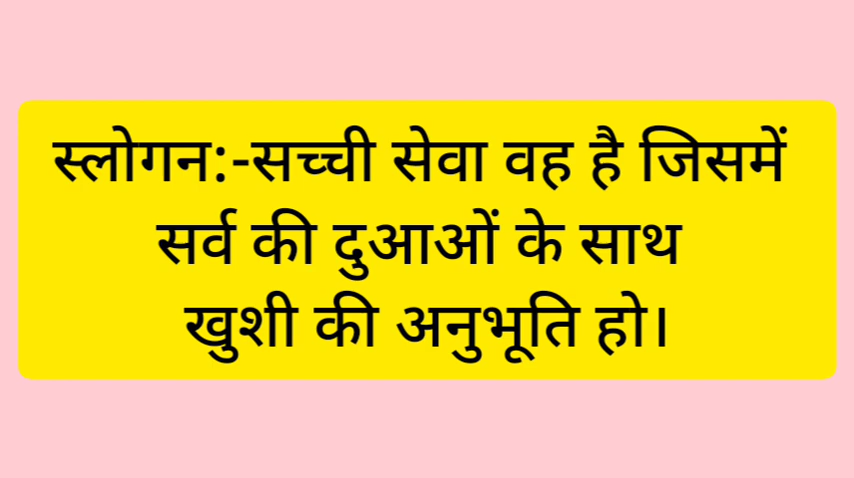 स्लोगन:-सच्ची सेवा वह है जिसमें
सर्व की दुआओं के साथ
खुशी की अनुभूति हो।